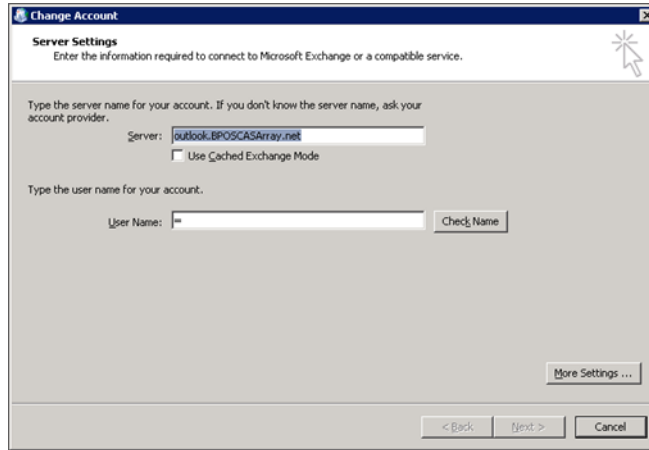 Change Account
Server Settings
Enter the information required to connect to Microsoft Exchange or a compatible service.
Type the server name for your account. If you don't know the server name, ask your
account provider.
Server: outlook.BPOSCASArray.net
Use Cached Exchange Mode
Type the user name for your account.
User Name: = Check Name
More Settings ...
< Back Next > Cancel